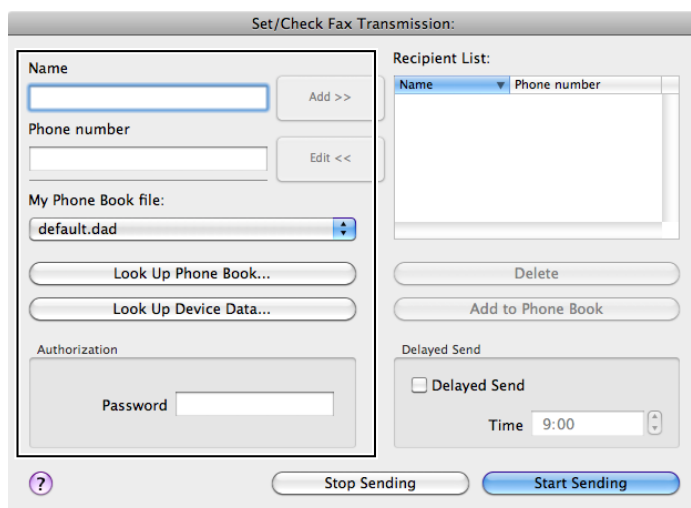 Set/Check Fax Transmission:
Name
Add >>
Phone number
Edit <<
My Phone Book file:
default.dad
Look Up Phone Book...
Look Up Device Data...
Authorization
Password
Recipient List:
Name Phone number
Delete
Add to Phone Book
Delayed Send
Delayed Send
Time 9:00
?
Stop Sending
Start Sending